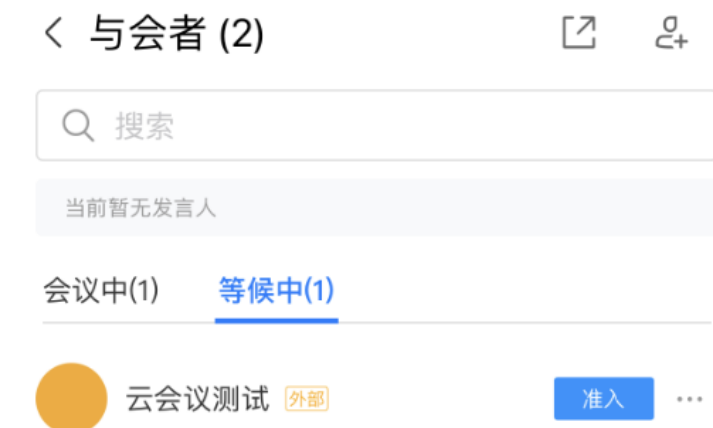 与会者 (2)
搜索
当前暂无发言人
会议中(1) 等候中(1)
云会议测试 外部 准入